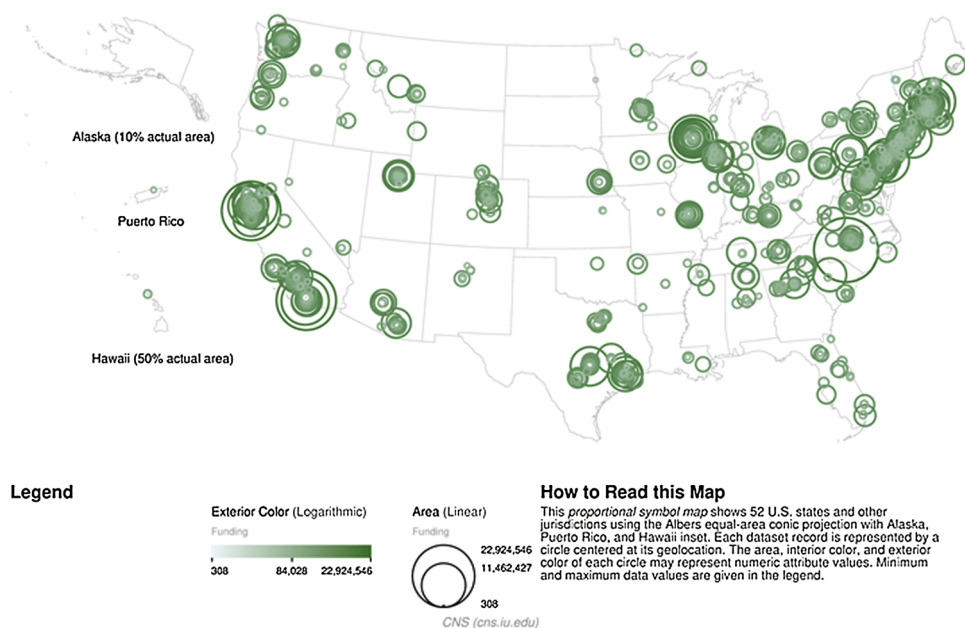 Alaska (10% actual area)
Puerto Rico
Hawaii (50% actual area)
Legend
Exterior Color (Logarithmic)
Funding
308 84,028 22,924,546
Area (Linear)
Funding
22,924,546
11,462,427
308
How to Read this Map
This proportional symbol map shows 52 U.S. states and other
jurisdictions using the Albers equal-area conic projection with Alaska,
Puerto Rico, and Hawaii inset. Each dataset record is represented by a
circle centered at its geolocation. The area, interior color, and exterior
color of each circle may represent numeric attribute values. Minimum
and maximum data values are given in the legend.
CNS (cns.iu.edu)